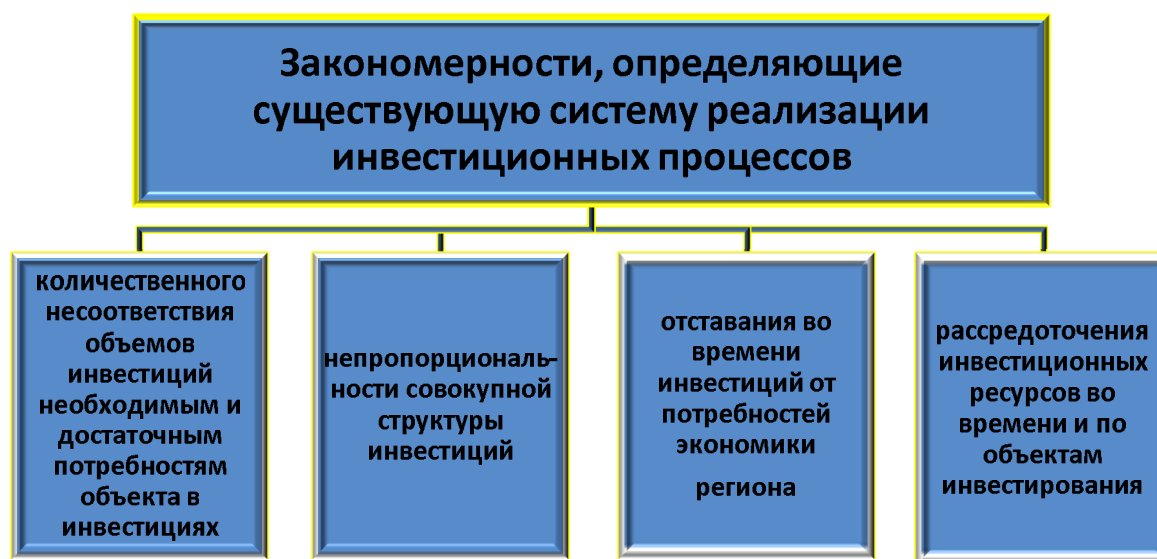 Закономерности, определяющие
существующую систему реализации
инвестиционных процессов
количественного
несоответствия
объемов
инвестиций
необходимым и
достаточным
потребностям
объекта в
инвестициях
непропорциональ-
ности совокупной
структуры
инвестиций
отставания во
времени
инвестиций от
потребностей
экономики
региона
рассредоточения
инвестиционных
ресурсов во
времени и по
объектам
инвестирования